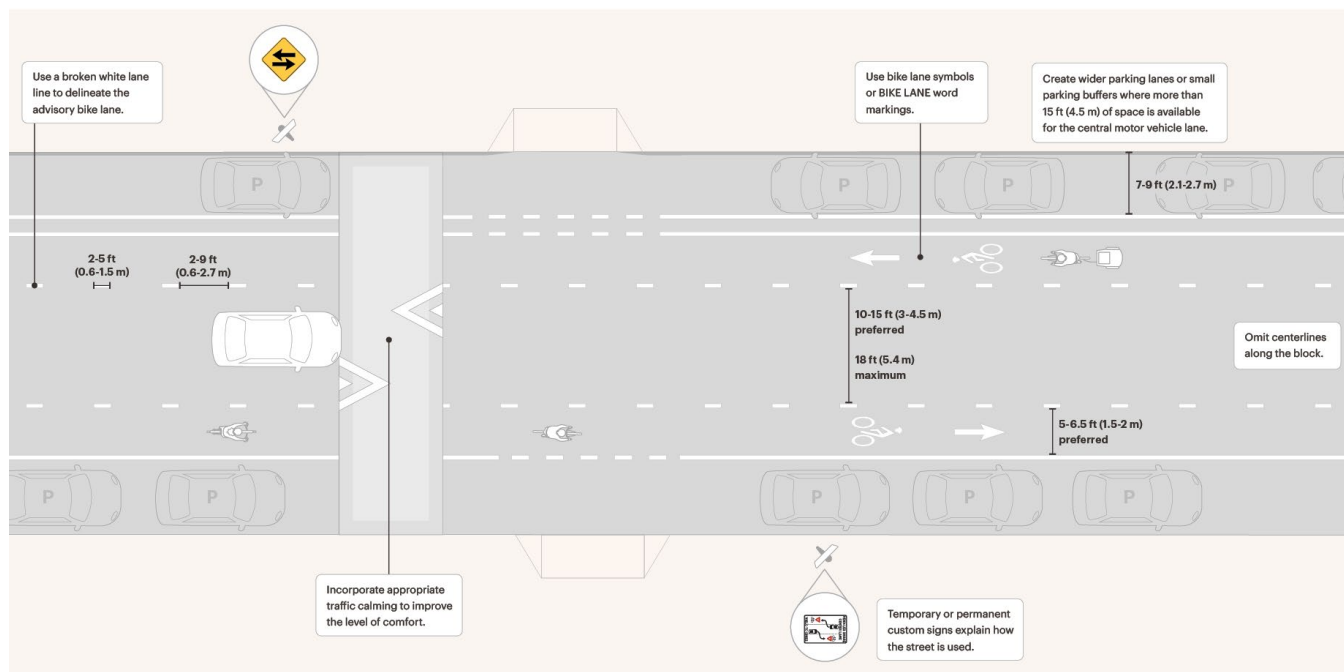 Use a broken white lane
line to delineate the
advisory bike lane.
Use bike lane symbols
or BIKE LANE word
markings.
Create wider parking lanes or small
parking buffers where more than
15 ft (4.5 m) of space is available
for the central motor vehicle lane.
P
P
P
P
7-9 ft (2.1-2.7 m)
2-5 ft
(0.6-1.5 m)
2-9 ft
(0.6-2.7 m)
10-15 ft (3-4.5 m)
preferred
18 ft (5.4 m)
maximum
Omit centerlines
along the block.
5-6.5 ft (1.5-2 m)
preferred
P
P
P
P
P
Incorporate appropriate
traffic calming to improve
the level of comfort.
Temporary or permanent
custom signs explain how
the street is used.